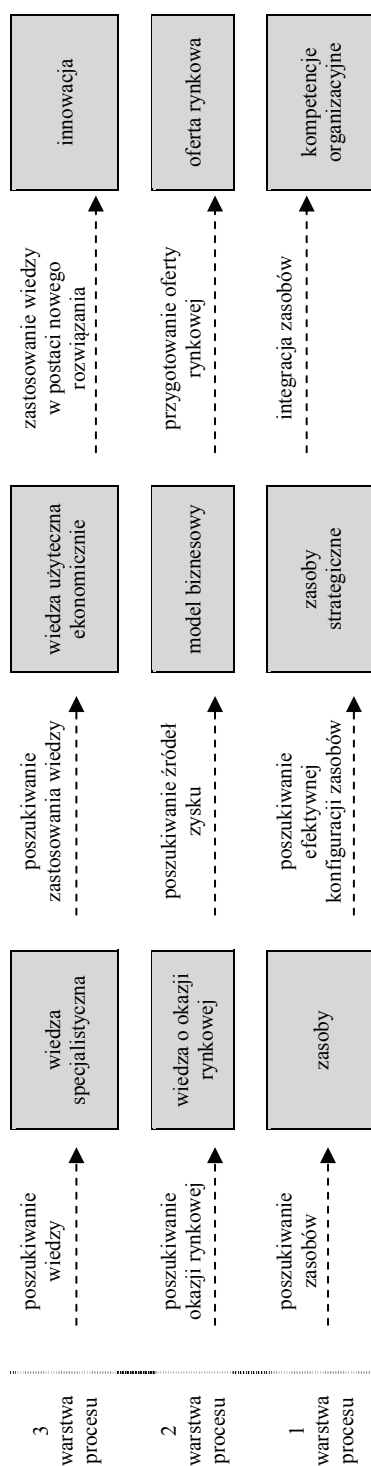 3
warstwa
procesu
poszukiwanie
wiedzy
wiedza
specjalistyczna
poszukiwanie
zastosowania wiedzy
wiedza użyteczna
ekonomicznie
zastosowanie wiedzy
w postaci nowego
rozwiązania
innowacja
2
warstwa
procesu
poszukiwanie
okazji rynkowej
wiedza o okazji
rynkowej
poszukiwanie źródeł
zysku
model biznesowy
przygotowanie oferty
rynkowej
oferta rynkowa
1
warstwa
procesu
poszukiwanie
zasobów
zasoby
poszukiwanie
efektywnej
konfiguracji zasobów
zasoby
strategiczne
integracja zasobów
kompetencje
organizacyjne